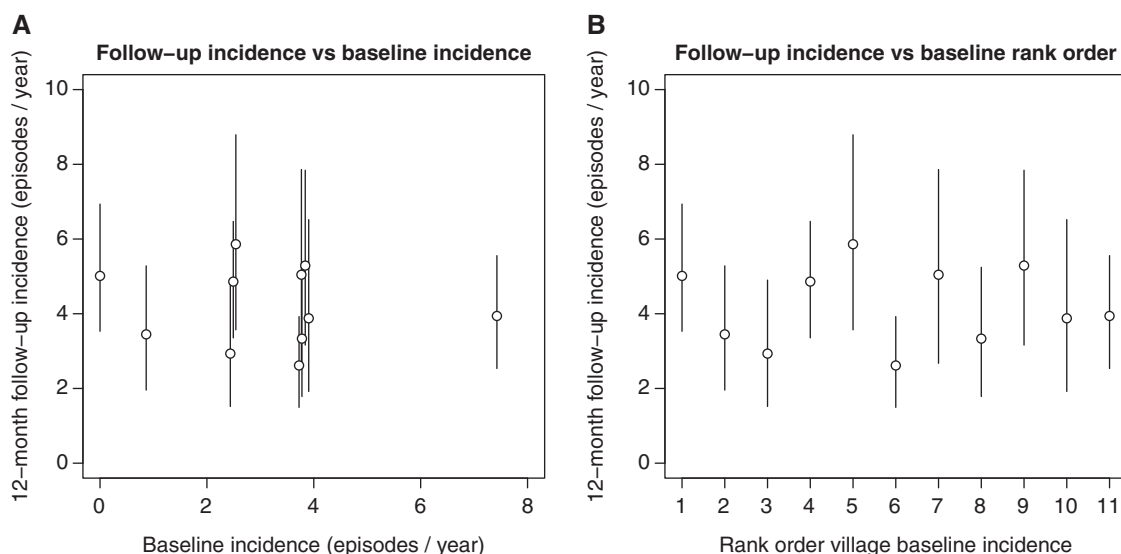 A
Follow–up incidence vs baseline incidence
12–month follow–up incidence (episodes / year)
10
8
6
4
2
0
0 2 4 6 8
Baseline incidence (episodes / year)
B
Follow–up incidence vs baseline rank order
12–month follow–up incidence (episodes / year)
10
8
6
4
2
0
1 2 3 4 5 6 7 8 9 10 11
Rank order village baseline incidence